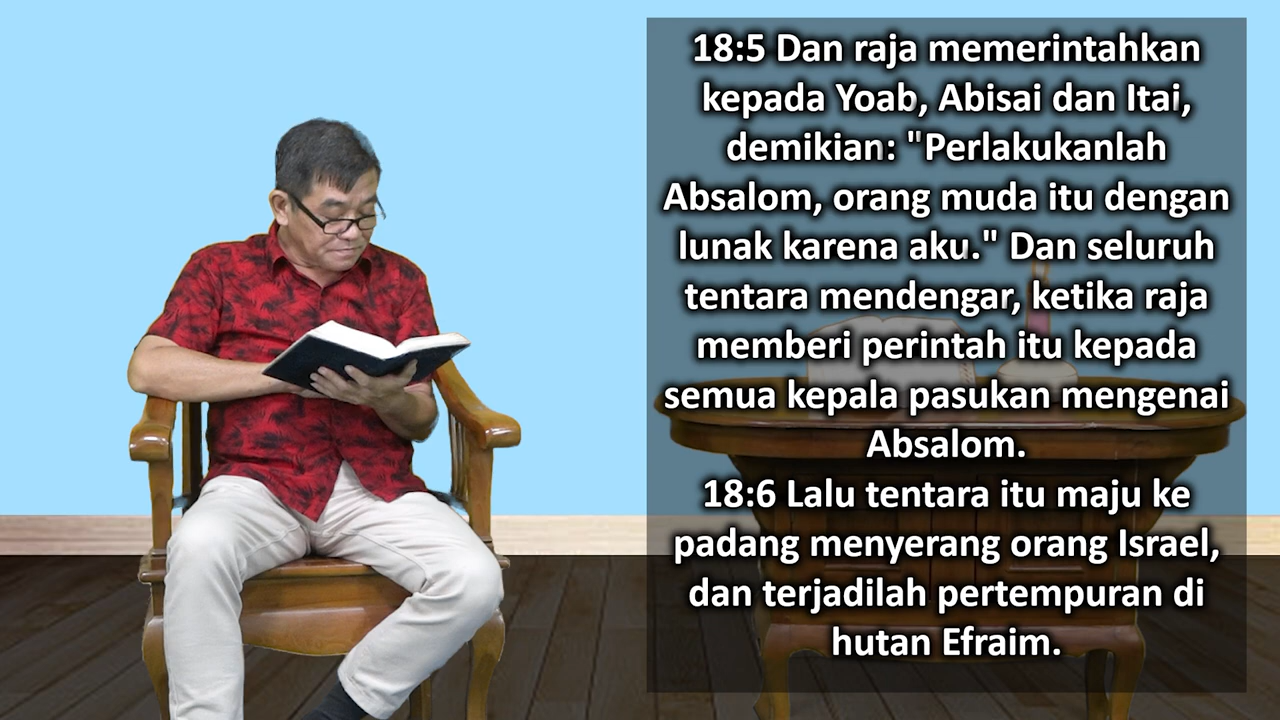 18:5 Dan raja memerintahkan
kepada Yoab, Abisai dan Itai,
demikian: "Perlakukanlah
Absalom, orang muda itu dengan
lunak karena aku." Dan seluruh
tentara mendengar, ketika raja
memberi perintah itu kepada
semua kepala pasukan mengenai
Absalom.
18:6 Lalu tentara itu maju ke
padang menyerang orang Israel,
dan terjadilah pertempuran di
hutan Efraim.